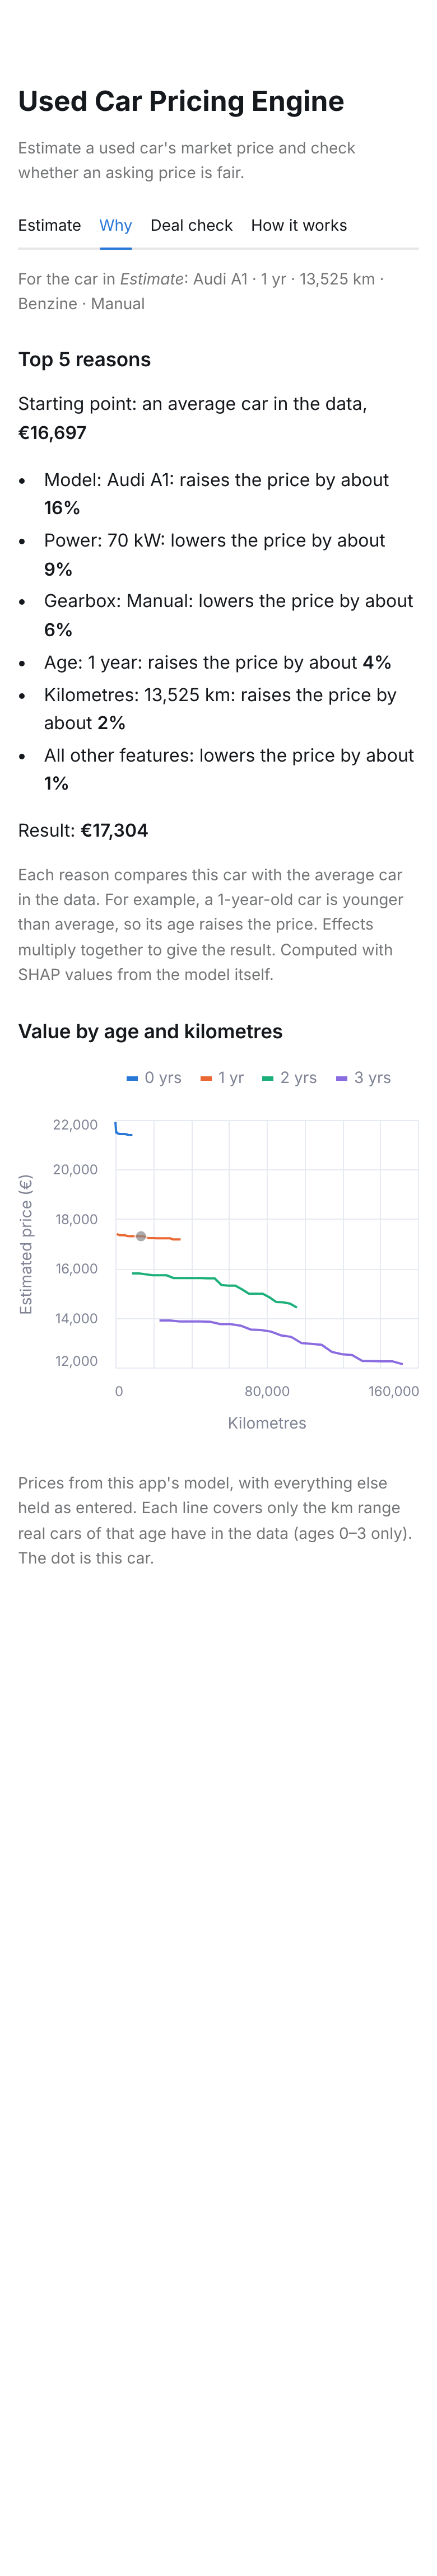 Used Car Pricing Engine
Estimate a used car's market price and check
whether an asking price is fair.
Estimate Why Deal check How it works
For the car in Estimate: Audi A1 · 1 yr · 13,525 km ·
Benzine · Manual
Top 5 reasons
Starting point: an average car in the data,
€16,697
• Model: Audi A1: raises the price by about
16%
• Power: 70 kW: lowers the price by about
9%
• Gearbox: Manual: lowers the price by about
6%
• Age: 1 year: raises the price by about 4%
• Kilometres: 13,525 km: raises the price by
about 2%
• All other features: lowers the price by about
1%
Result: €17,304
Each reason compares this car with the average car
in the data. For example, a 1-year-old car is younger
than average, so its age raises the price. Effects
multiply together to give the result. Computed with
SHAP values from the model itself.
Value by age and kilometres
0 yrs 1 yr 2 yrs 3 yrs
Estimated price (€)
22,000
20,000
18,000
16,000
14,000
12,000
0 80,000 160,000
Kilometres
Prices from this app's model, with everything else
held as entered. Each line covers only the km range
real cars of that age have in the data (ages 0–3 only).
The dot is this car.